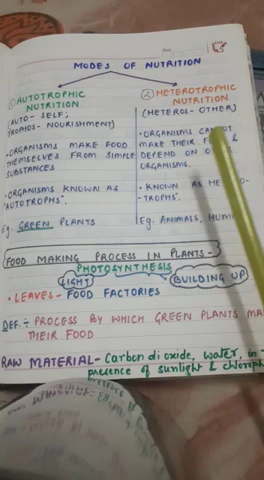 MODES OF NUTRITION
① AUTOTROPHIC
NUTRITION
(AUTO - SELF;
TROPHOS - NOURISHMENT)
• ORGANISMS MAKE FOOD
THEMSELVES FROM SIMPLE
SUBSTANCES
• ORGANISMS KNOWN AS
"AUTOTROPHS".
Eg. GREEN PLANTS
② HETEROTROPHIC
NUTRITION
(HETEROS - OTHER)
• ORGANISMS
MAKE THEIR &
DEPEND ON
ORGANISMS.
• KNOWN AS
-TROPHS".
Eg. ANIMALS,
FOOD MAKING PROCESS IN PLANTS-
PHOTOSYNTHESIS
LIGHT BUILDING UP
• LEAVES - FOOD FACTORIES
DEF. :- PROCESS BY WHICH GREEN PLANTS
THEIR FOOD
RAW MATERIAL - Carbon di oxide, water, in -
presence of sunlight &